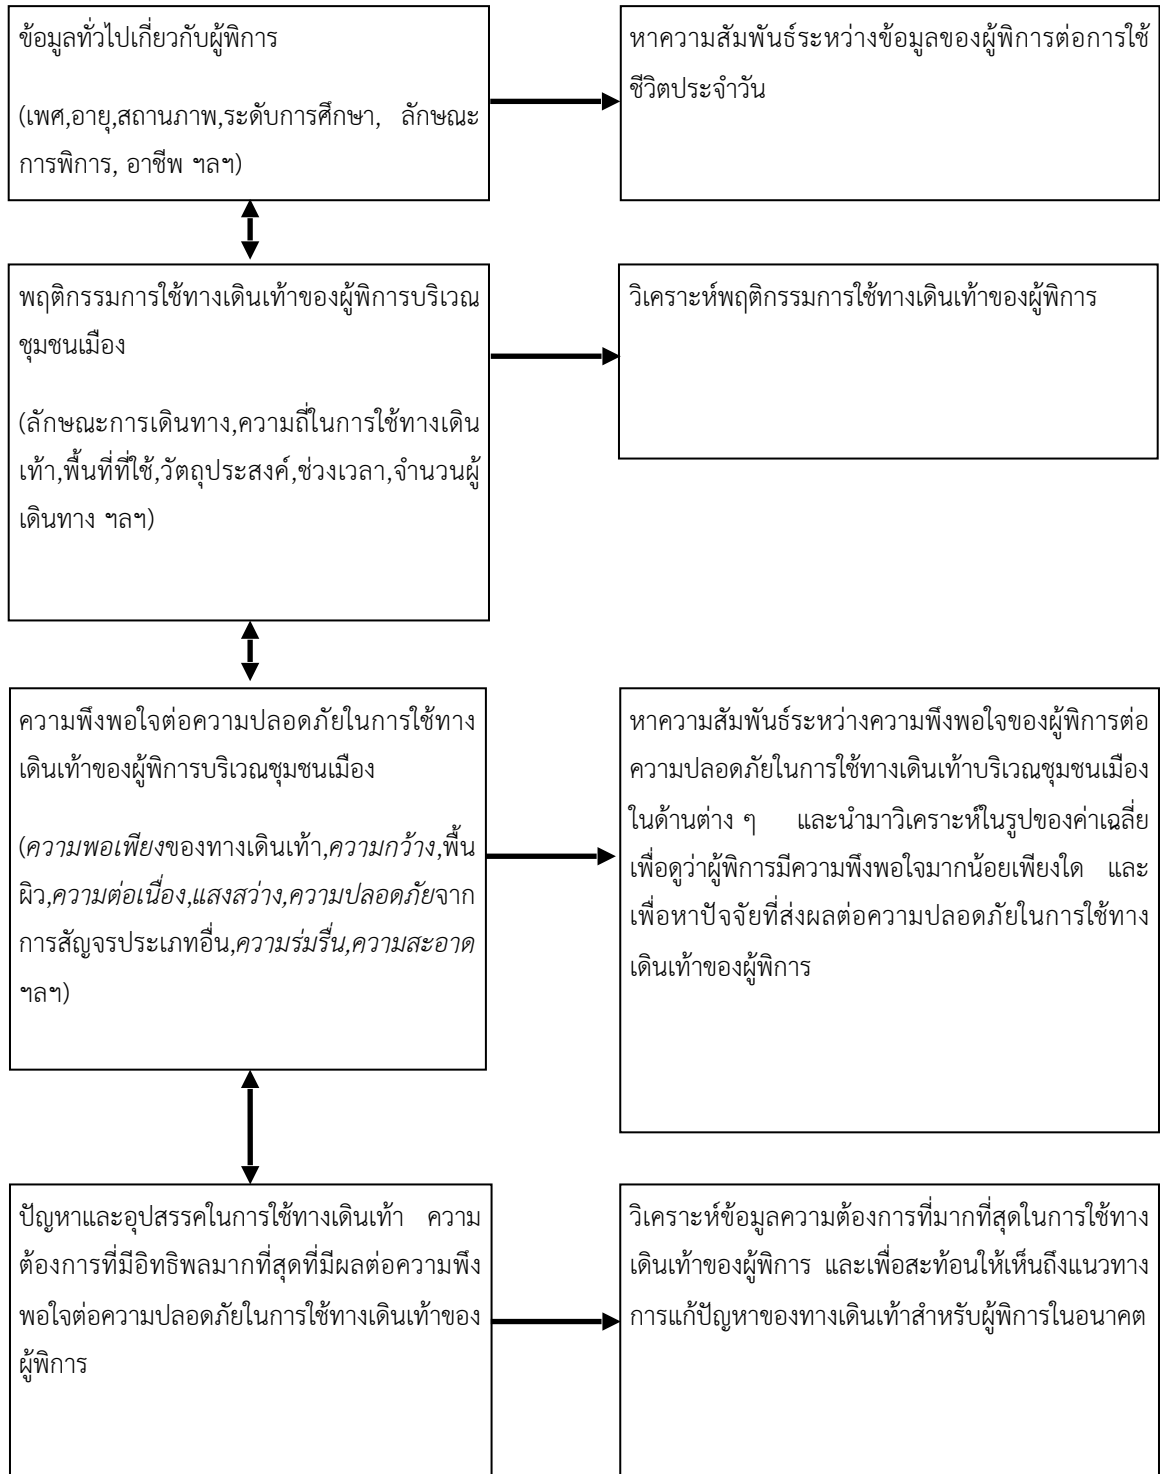 ข้อมูลทั่วไปเกี่ยวกับผู้พิการ
(เพศ,อายุ,สถานภาพ,ระดับการศึกษา, ลักษณะ
การพิการ, อาชีพ ฯลฯ)
หาความสัมพันธ์ระหว่างข้อมูลของผู้พิการต่อการใช้
ชีวิตประจำวัน
พฤติกรรมการใช้ทางเดินเท้าของผู้พิการบริเวณ
ชุมชนเมือง
(ลักษณะการเดินทาง,ความถี่ในการใช้ทางเดิน
เท้า,พื้นที่ที่ใช้,วัตถุประสงค์,ช่วงเวลา,จำนวนผู้
เดินทาง ฯลฯ)
วิเคราะห์พฤติกรรมการใช้ทางเดินเท้าของผู้พิการ
ความพึงพอใจต่อความปลอดภัยในการใช้ทาง
เดินเท้าของผู้พิการบริเวณชุมชนเมือง
(ความพอเพียงของทางเดินเท้า,ความกว้าง,พื้น
ผิว,ความต่อเนื่อง,แสงสว่าง,ความปลอดภัยจาก
การสัญจรประเภทอื่น,ความร่มรื่น,ความสะอาด
ฯลฯ)
หาความสัมพันธ์ระหว่างความพึงพอใจของผู้พิการต่อ
ความปลอดภัยในการใช้ทางเดินเท้าบริเวณชุมชนเมือง
ในด้านต่าง ๆ และนำมาวิเคราะห์ในรูปของค่าเฉลี่ย
เพื่อดูว่าผู้พิการมีความพึงพอใจมากน้อยเพียงใด และ
เพื่อหาปัจจัยที่ส่งผลต่อความปลอดภัยในการใช้ทาง
เดินเท้าของผู้พิการ
ปัญหาและอุปสรรคในการใช้ทางเดินเท้า ความ
ต้องการที่มีอิทธิพลมากที่สุดที่มีผลต่อความพึง
พอใจต่อความปลอดภัยในการใช้ทางเดินเท้าของ
ผู้พิการ
วิเคราะห์ข้อมูลความต้องการที่มากที่สุดในการใช้ทาง
เดินเท้าของผู้พิการ และเพื่อสะท้อนให้เห็นถึงแนวทาง
การแก้ปัญหาของทางเดินเท้าสำหรับผู้พิการในอนาคต